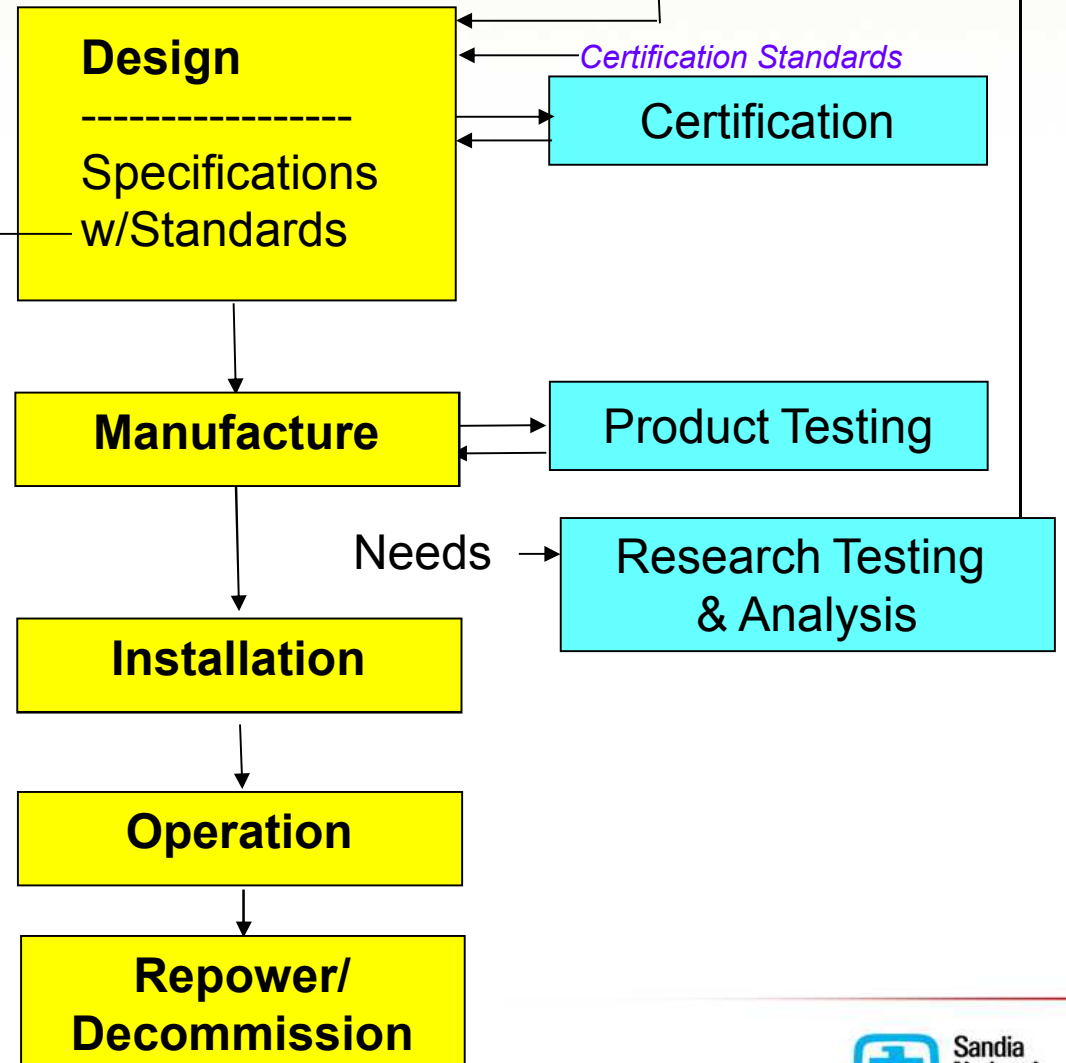 Design
-----------------
Specifications
w/Standards
Certification Standards
Certification
Manufacture
Product Testing
Needs
Research Testing
& Analysis
Installation
Operation
Repower/
Decommission
Sandia